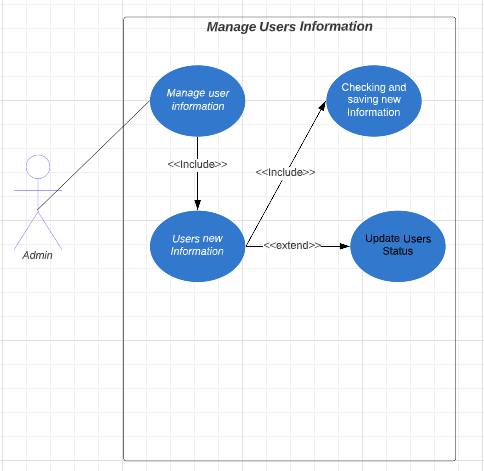 Manage Users Information
Manage user
information
Checking and
saving new
Information
<<Include>>
<<Include>>
Users new
Information
<<extend>>
Update Users
Status
Admin